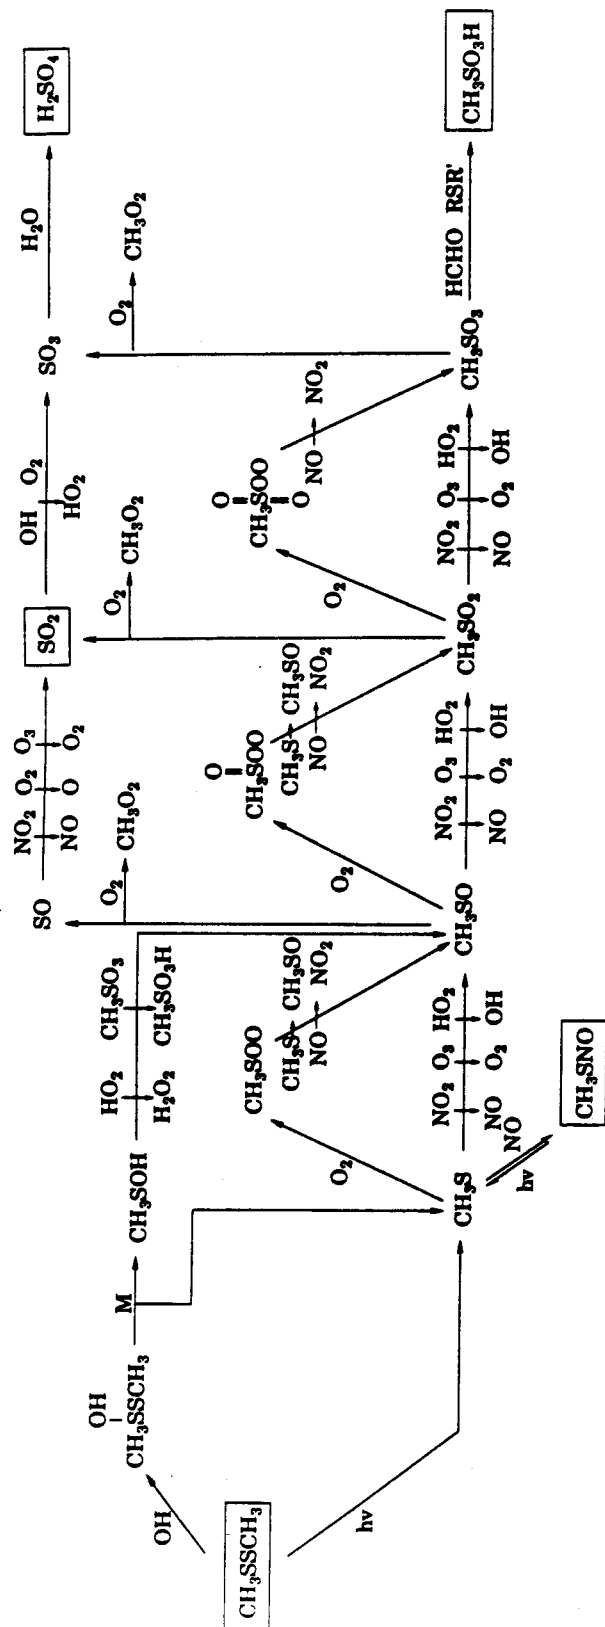 CH₃SSCH₃
OH
hν
OH
CH₃SSCH₃
M
CH₃SOH
HO₂ CH₃SO₃
H₂O₂ CH₃SO₃H
CH₃S
NO
hν
CH₃SNO
O₂
CH₃SOO
CH₃S CH₃SO
NO NO₂
NO₂ O₃ HO₂
NO O₂ OH
CH₃SO
O₂
CH₃O₂
SO
NO₂ O₂ O₃
NO O O₂
SO₂
O₂
O
CH₃SOO
CH₃S CH₃SO
NO NO₂
NO₂ O₃ HO₂
NO O₂ OH
CH₃SO₂
O₂
CH₃O₂
OH O₂
HO₂
SO₃
O₂
O
CH₃SOO
O
NO NO₂
NO₂ O₃ HO₂
NO O₂ OH
CH₃SO₃
O₂
CH₃O₂
H₂O
H₂SO₄
HCHO RSR'
CH₃SO₃H